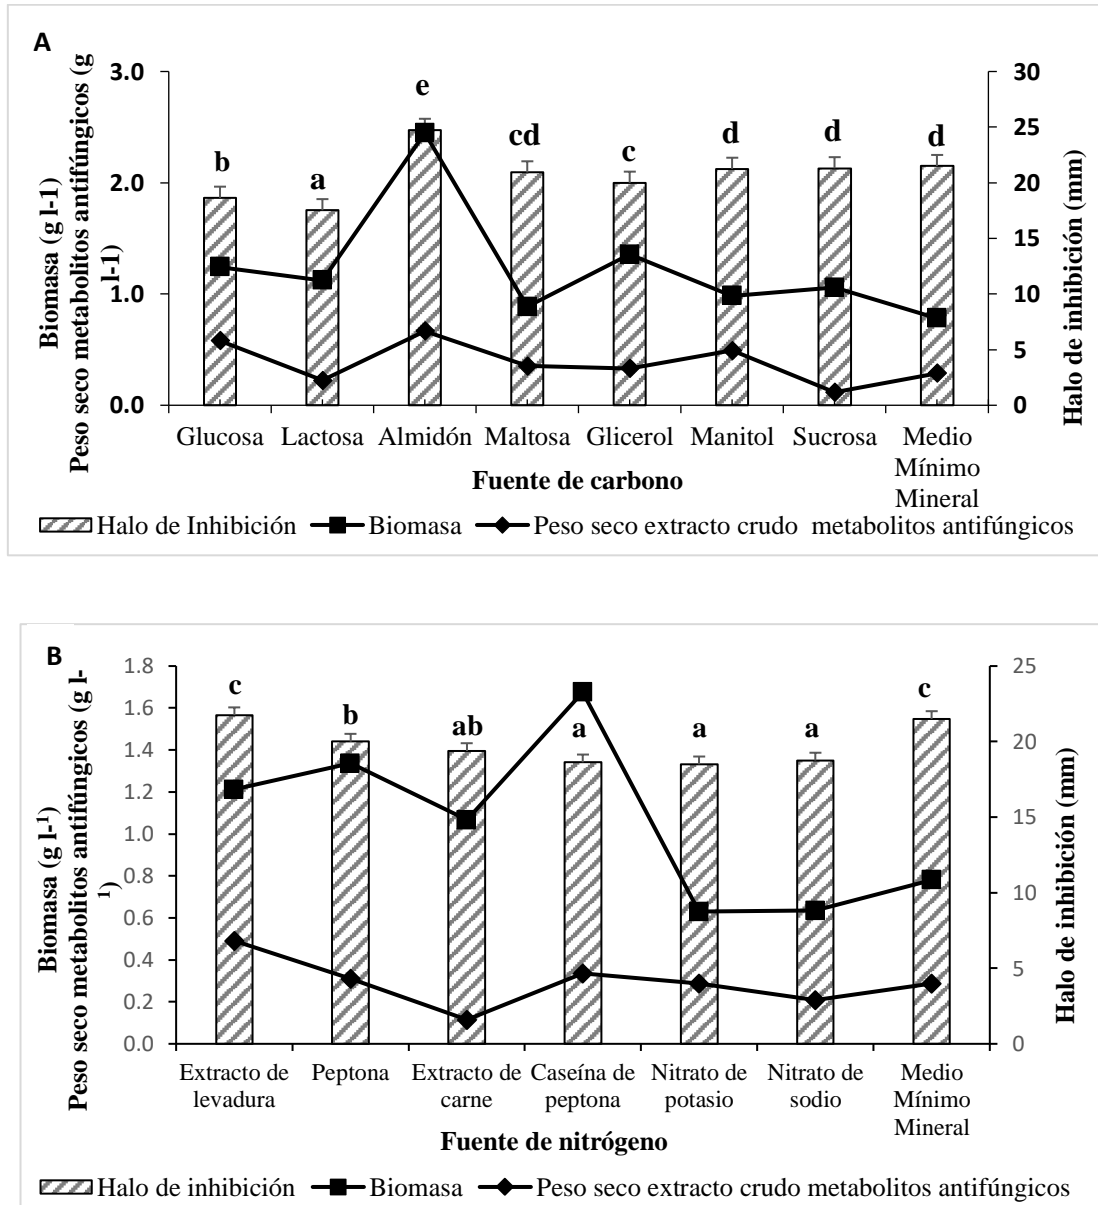 A
Biomasa (g l-1)
Peso seco metabolitos antifúngicos (g
l-1)
3.0
2.0
1.0
0.0
30
25
20
15
10
5
0
Halo de inhibición (mm)
b
a
e
cd
c
d
d
d
Glucosa
Lactosa
Almidón
Maltosa
Glicerol
Manitol
Sucrosa
Medio
Mínimo
Mineral
Fuente de carbono
Halo de Inhibición
Biomasa
Peso seco extracto crudo metabolitos antifúngicos
B
Biomasa (g l-¹)
Peso seco metabolitos antifúngicos (g l-
¹)
1.8
1.6
1.4
1.2
1.0
0.8
0.6
0.4
0.2
0.0
25
20
15
10
5
0
Halo de inhibición (mm)
c
b
ab
a
a
a
c
Extracto de
levadura
Peptona
Extracto de
carne
Caseína de
peptona
Nitrato de
potasio
Nitrato de
sodio
Medio
Mínimo
Mineral
Fuente de nitrógeno
Halo de inhibición
Biomasa
Peso seco extracto crudo metabolitos antifúngicos